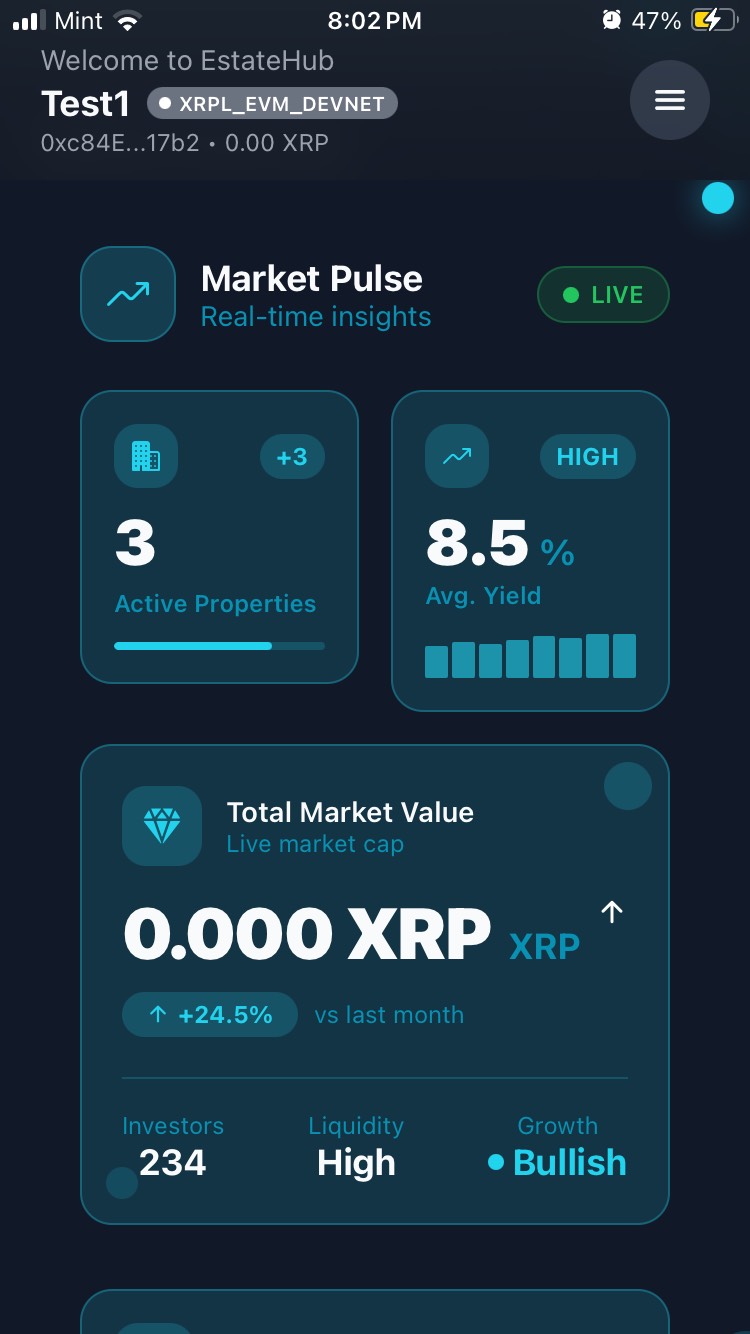 Mint 8:02 PM 47%
Welcome to EstateHub
Test1 XRPL_EVM_DEVNET
0xc84E...17b2 • 0.00 XRP
Market Pulse
Real-time insights
LIVE
+3
3
Active Properties
HIGH
8.5 %
Avg. Yield
Total Market Value
Live market cap
0.000 XRP XRP
+24.5% vs last month
Investors Liquidity Growth
234 High Bullish